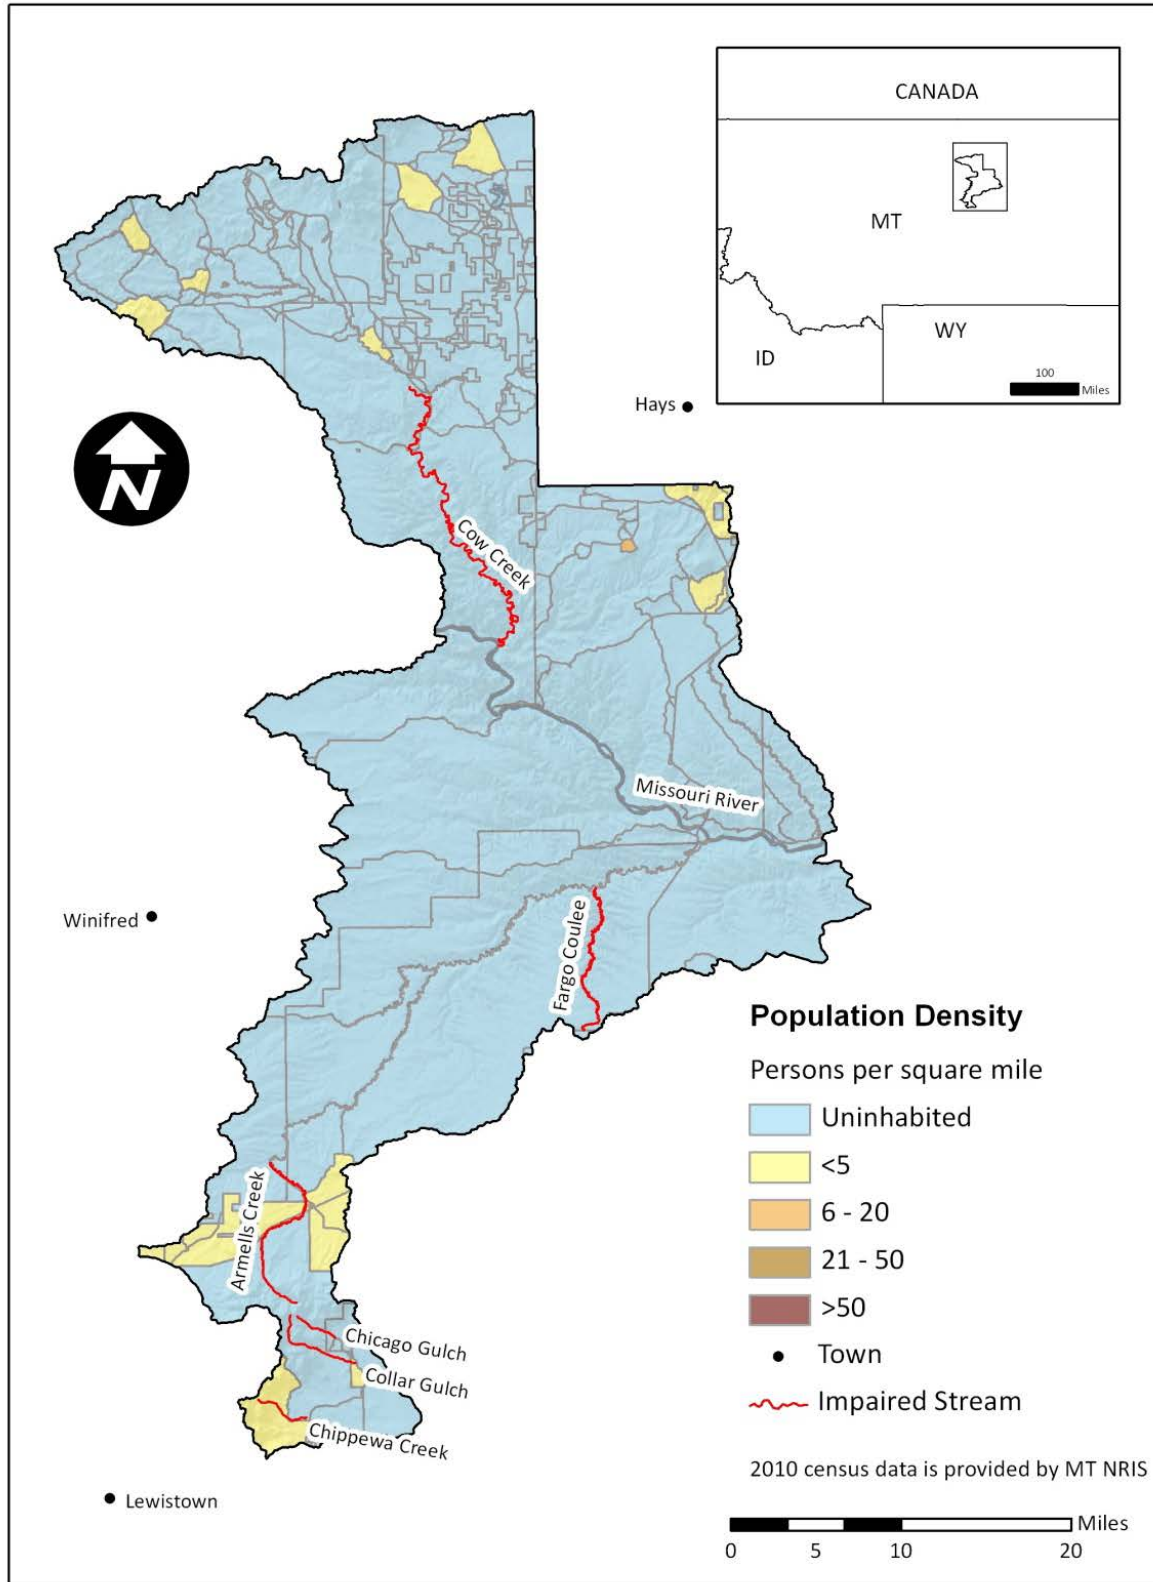 CANADA
MT
WY
ID
100
Miles
Hays
N
Cow Creek
Missouri River
Winifred
Fargo Coulee
Armells Creek
Chicago Gulch
Collar Gulch
Chippewa Creek
Lewistown
Population Density
Persons per square mile
Uninhabited
<5
6 - 20
21 - 50
>50
Town
Impaired Stream
2010 census data is provided by MT NRIS
Miles
0 5 10 20